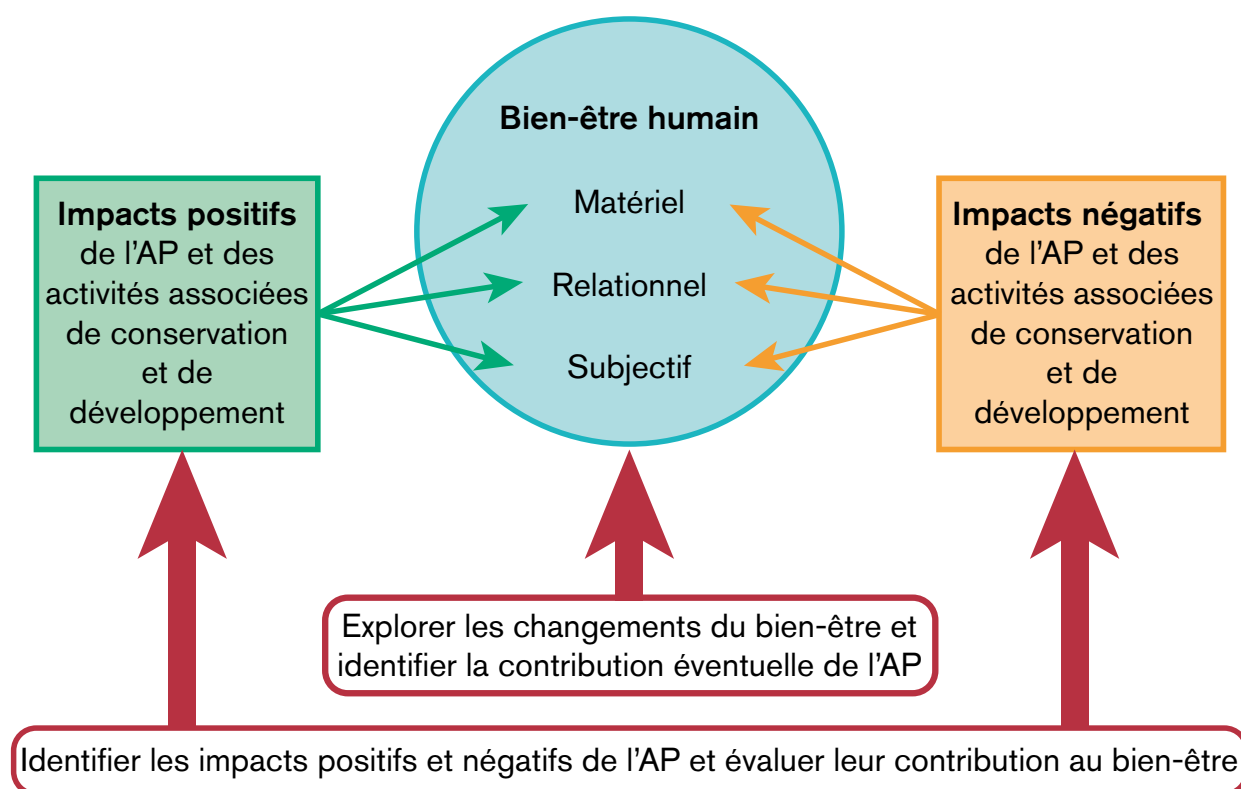 Bien-être humain
Matériel
Relationnel
Subjectif
Impacts positifs
de l'AP et des
activités associées
de conservation
et de
développement
Impacts négatifs
de l'AP et des
activités associées
de conservation
et de
développement
Explorer les changements du bien-être et
identifier la contribution éventuelle de l'AP
Identifier les impacts positifs et négatifs de l'AP et évaluer leur contribution au bien-être